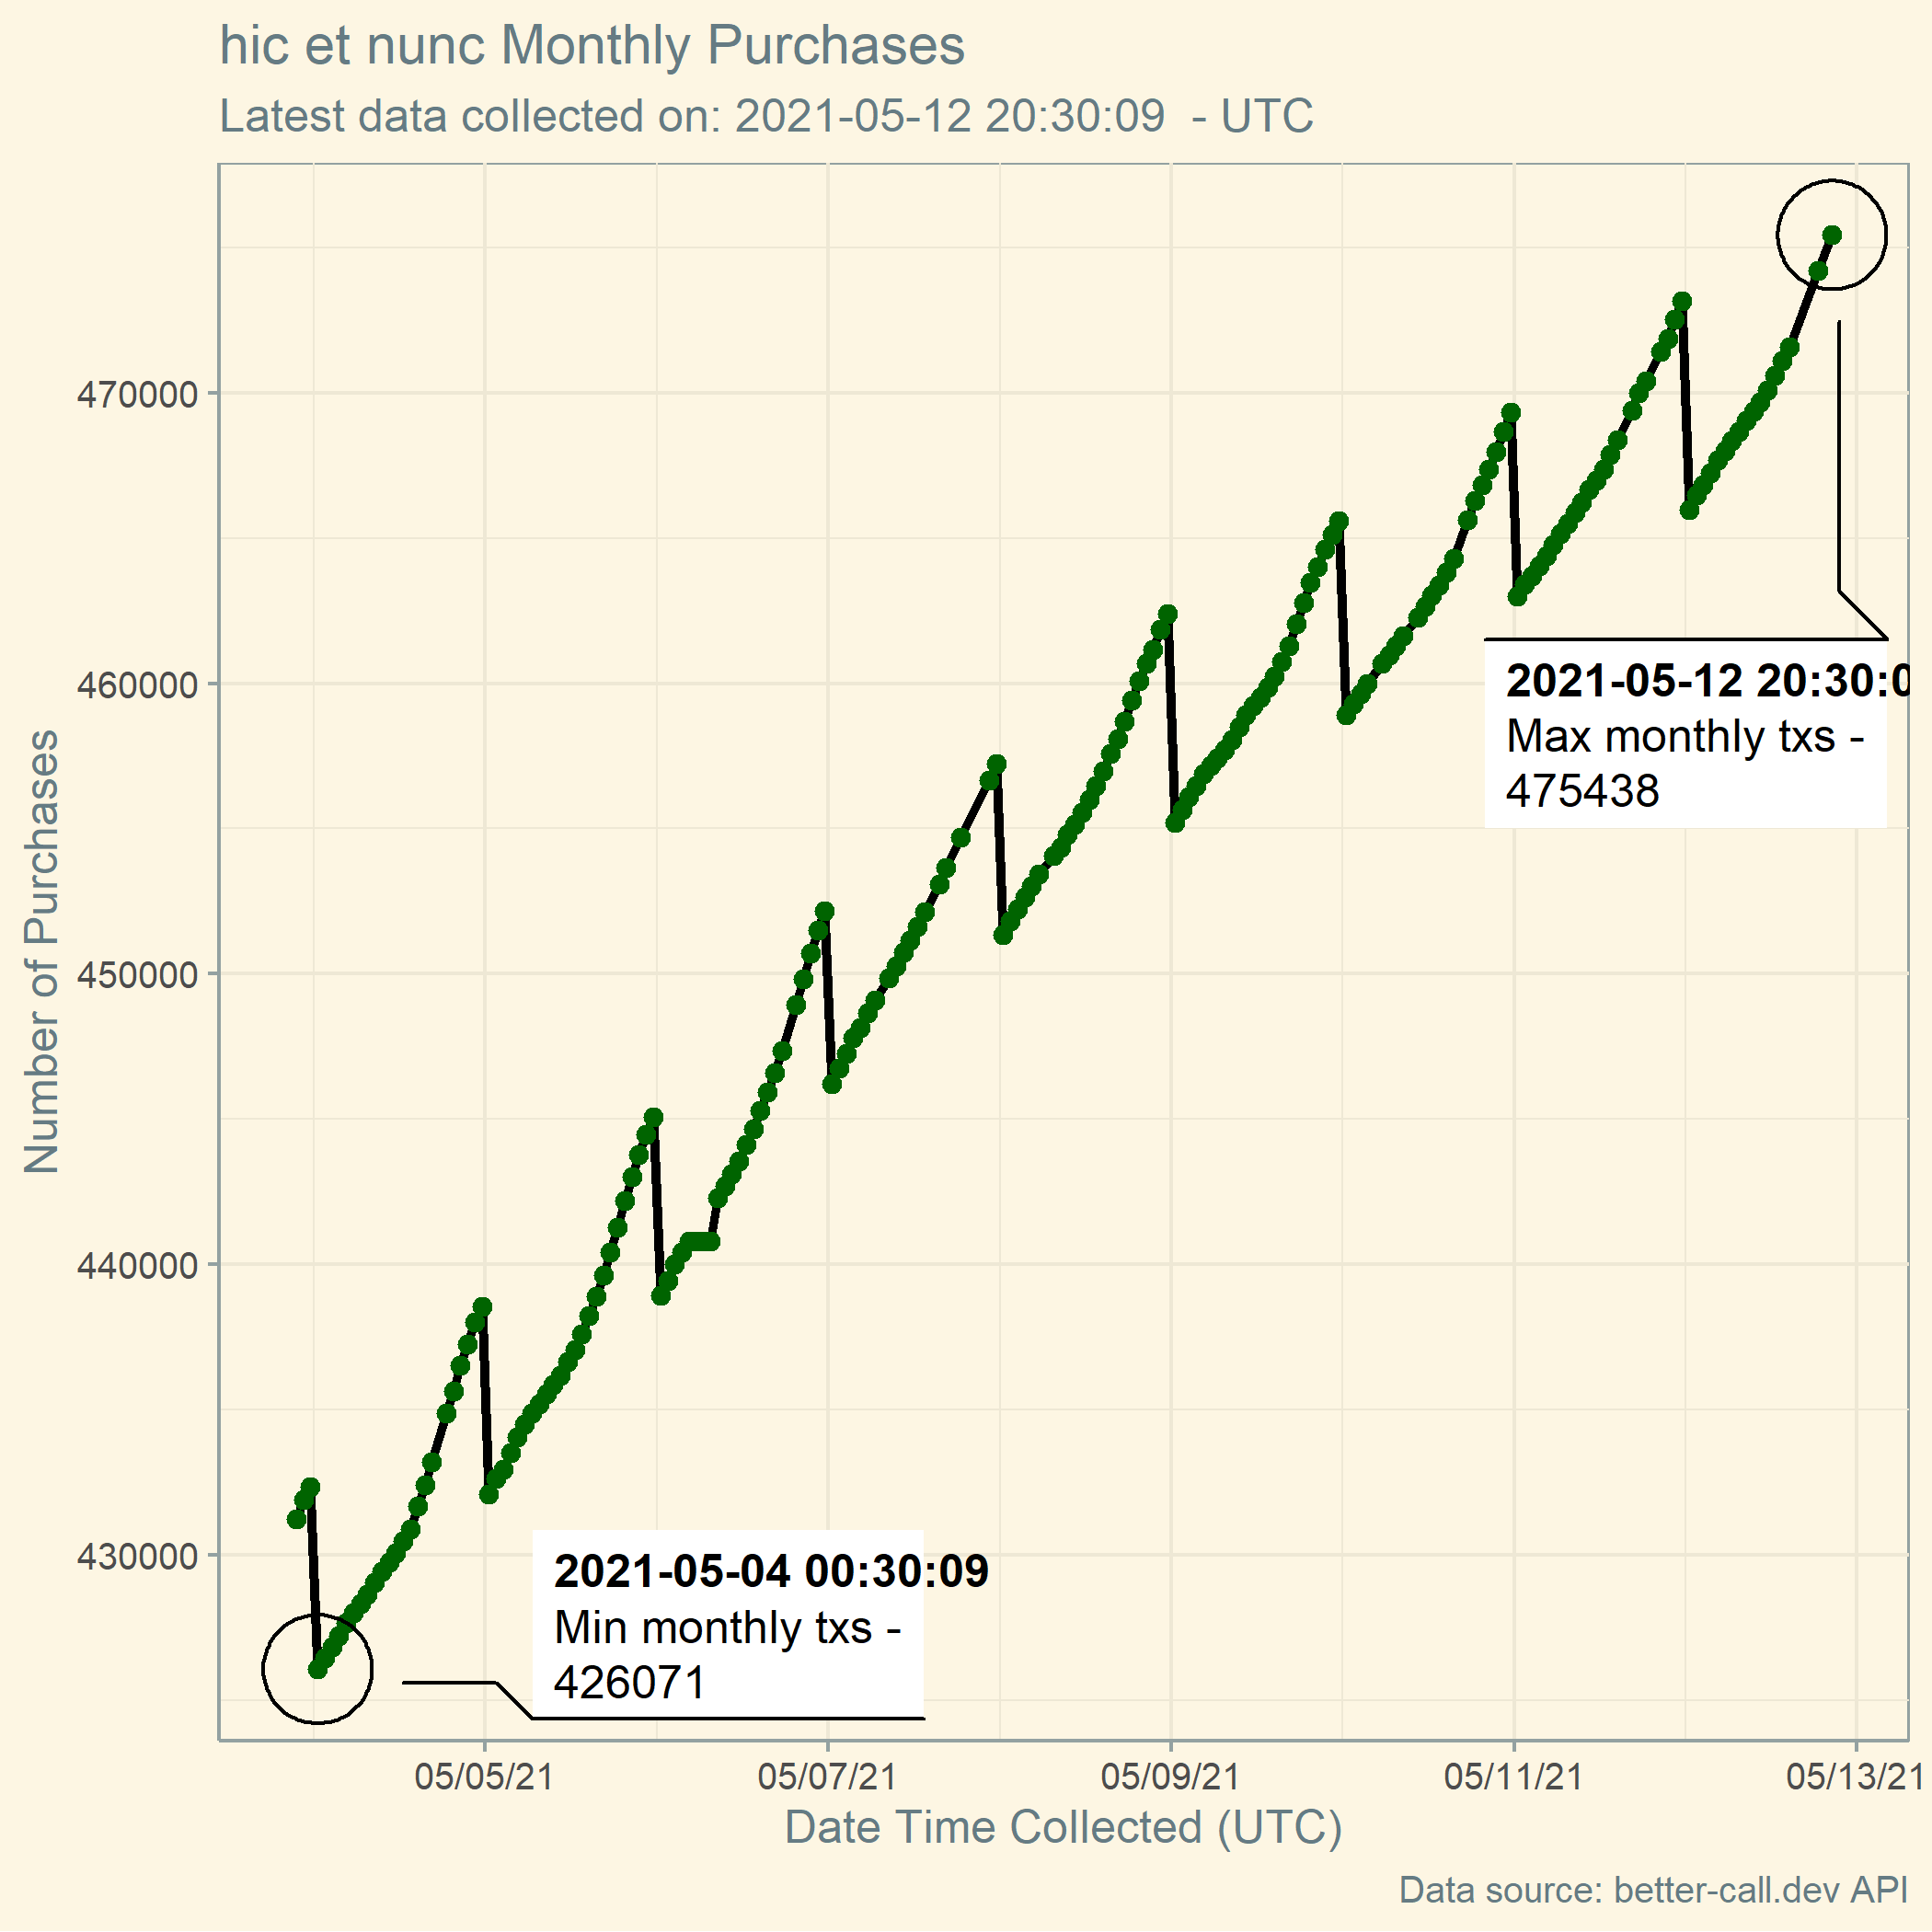 hic et nunc Monthly Purchases
Latest data collected on: 2021-05-12 20:30:09 - UTC
Number of Purchases
470000
460000
450000
440000
430000
2021-05-12 20:30:0
Max monthly txs -
475438
2021-05-04 00:30:09
Min monthly txs -
426071
05/05/21
05/07/21
05/09/21
05/11/21
05/13/21
Date Time Collected (UTC)
Data source: better-call.dev API